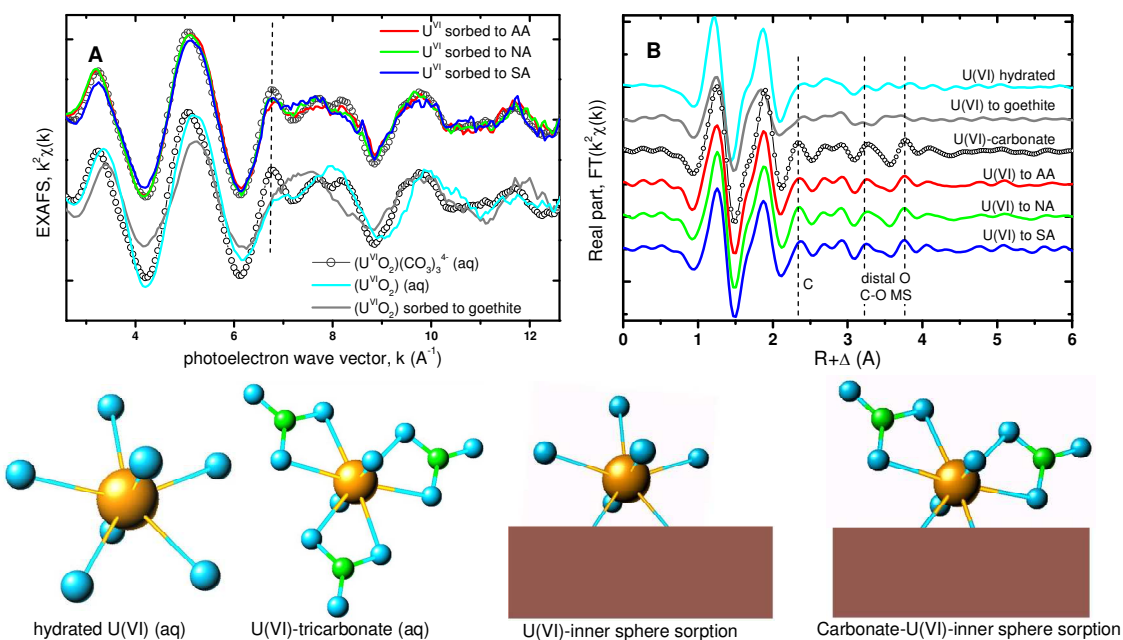 A
U^VI sorbed to AA
U^VI sorbed to NA
U^VI sorbed to SA
EXAFS, k²χ(k)
(U^VIO₂)(CO₃)₃⁴⁻ (aq)
(U^VIO₂) (aq)
(U^VIO₂) sorbed to goethite
4 6 8 10 12
photoelectron wave vector, k (A⁻¹)
B
Real part, FT(k²χ(k))
U(VI) hydrated
U(VI) to goethite
U(VI)-carbonate
U(VI) to AA
U(VI) to NA
U(VI) to SA
C
distal O
C-O MS
0 1 2 3 4 5 6
R+Δ (A)
hydrated U(VI) (aq)
U(VI)-tricarbonate (aq)
U(VI)-inner sphere sorption
Carbonate-U(VI)-inner sphere sorption